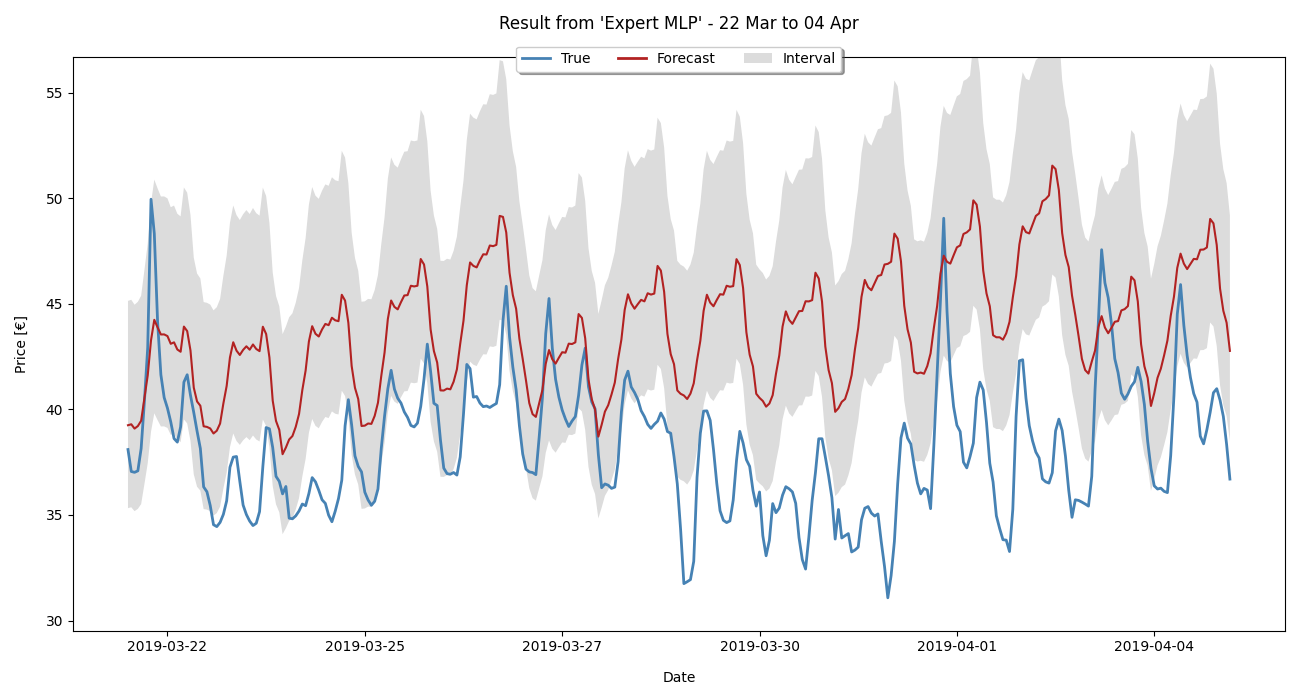 Result from 'Expert MLP' - 22 Mar to 04 Apr
True Forecast Interval
Price [€]
55
50
45
40
35
30
2019-03-22 2019-03-25 2019-03-27 2019-03-30 2019-04-01 2019-04-04
Date